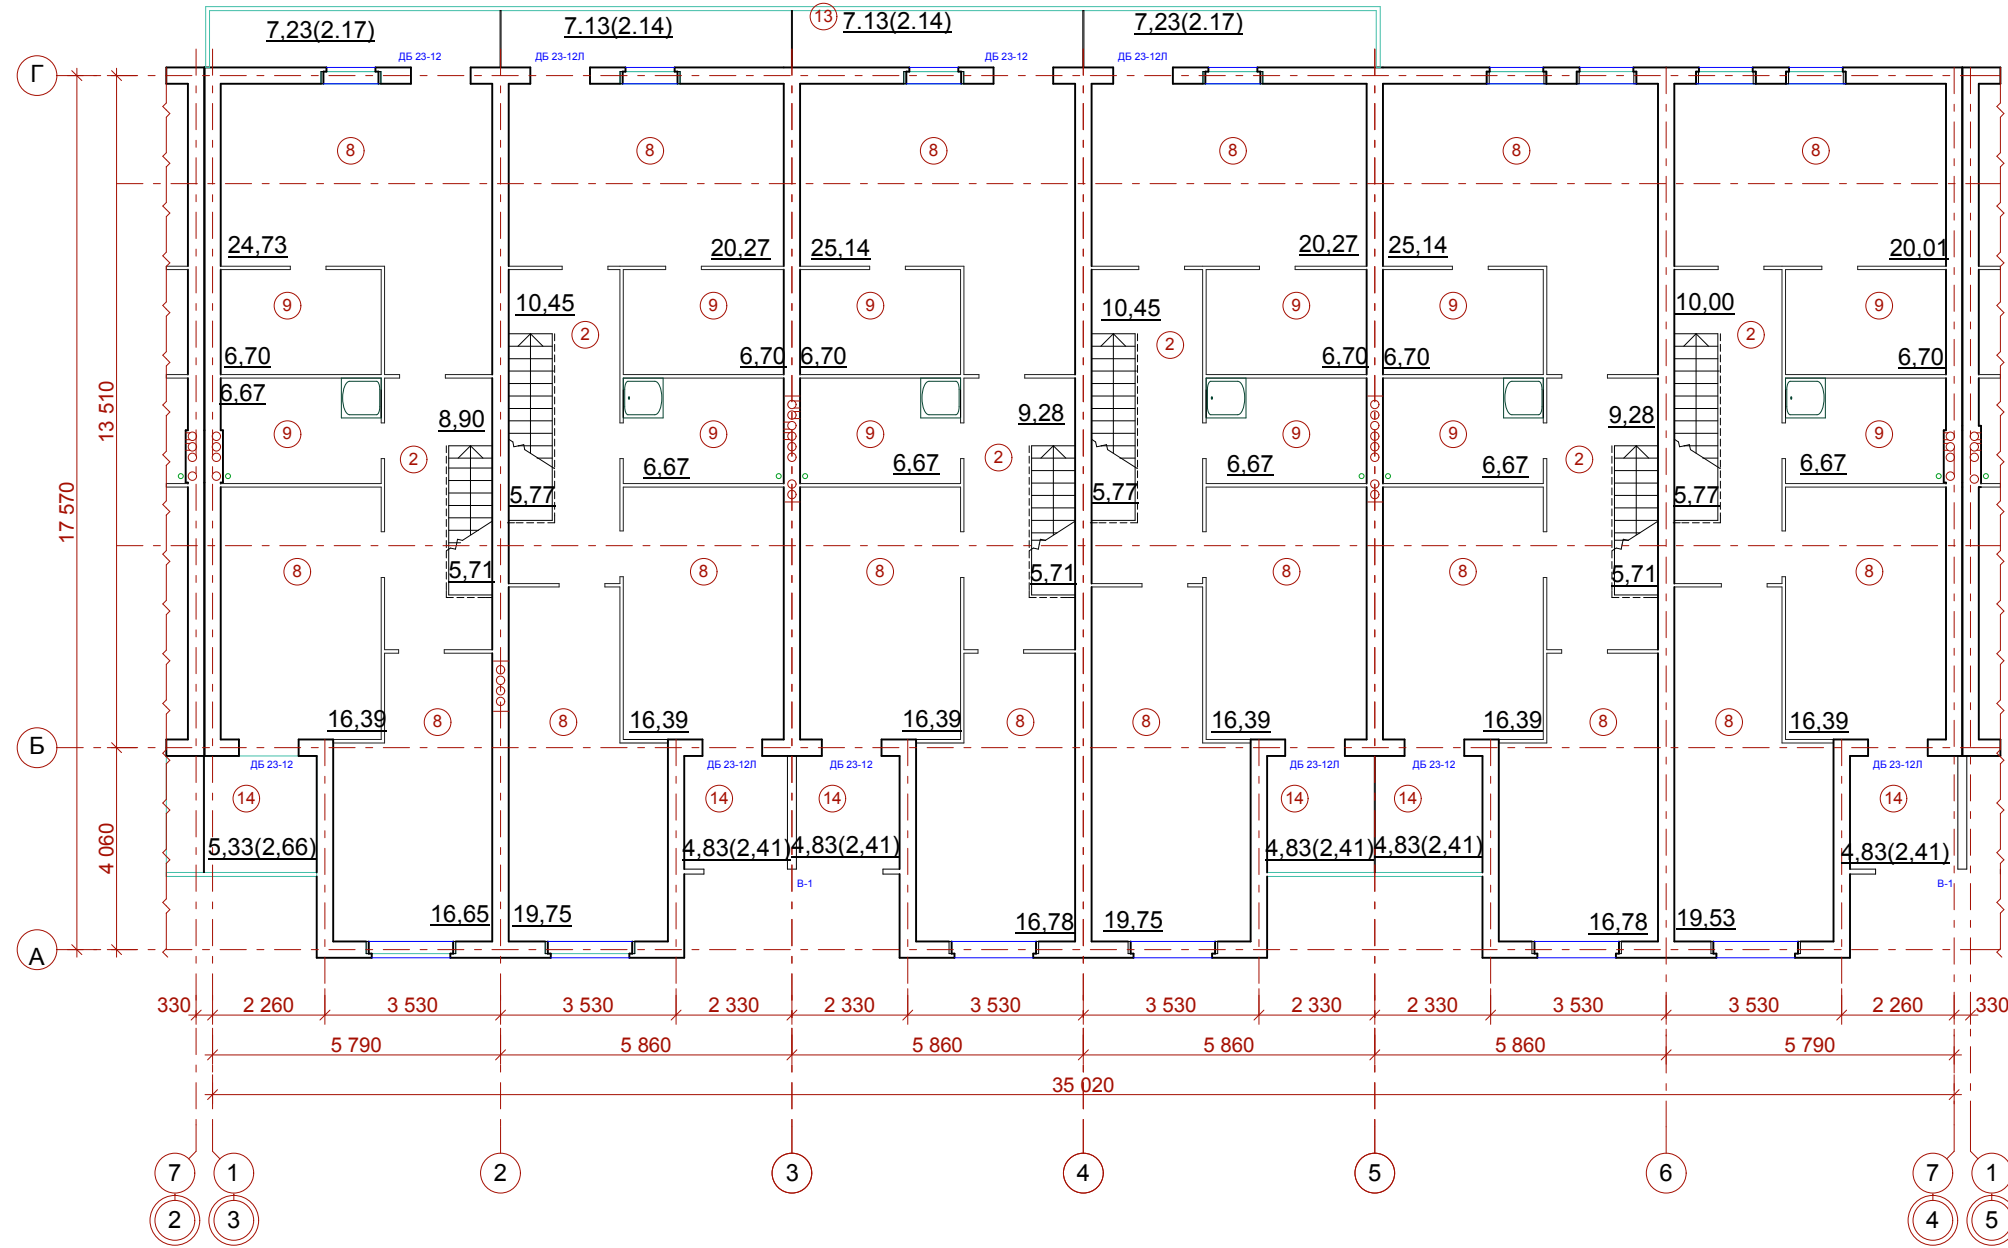 7,23(2.17) 7.13(2.14) 13 7.13(2.14) 7,23(2.17)
ДБ 23-12 ДБ 23-12Л ДБ 23-12 ДБ 23-12Л
Г
8 8 8 8 8 8
24,73 20,27 25,14 20,27 25,14 20,01
9 10,45 9 9 10,45 9 9 10,00 9
2 2 2
6,70 6,70 6,70 6,70 6,70 6,70
6,67
13 510
8,90 9,28 9,28
9 9 9 9 9 9
2 2 2
6,67 6,67 6,67 6,67 6,67
5,77 5,77 5,77
17 570
8 5,71 8 8 5,71 8 8 5,71 8
16,39 8 8 16,39 16,39 8 8 16,39 16,39 8 8 16,39
Б
ДБ 23-12 ДБ 23-12Л ДБ 23-12 ДБ 23-12Л ДБ 23-12 ДБ 23-12Л
14 14 14 14 14 14
4 060
5,33(2,66) 4,83(2,41) 4,83(2,41) 4,83(2,41) 4,83(2,41) 4,83(2,41)
В-1 В-1
16,65 19,75 16,78 19,75 16,78 19,53
А
330 2 260 3 530 3 530 2 330 2 330 3 530 3 530 2 330 2 330 3 530 3 530 2 260 330
5 790 5 860 5 860 5 860 5 860 5 790
35 020
7 1 2 3 4 5 6 7 1
2 3 4 5